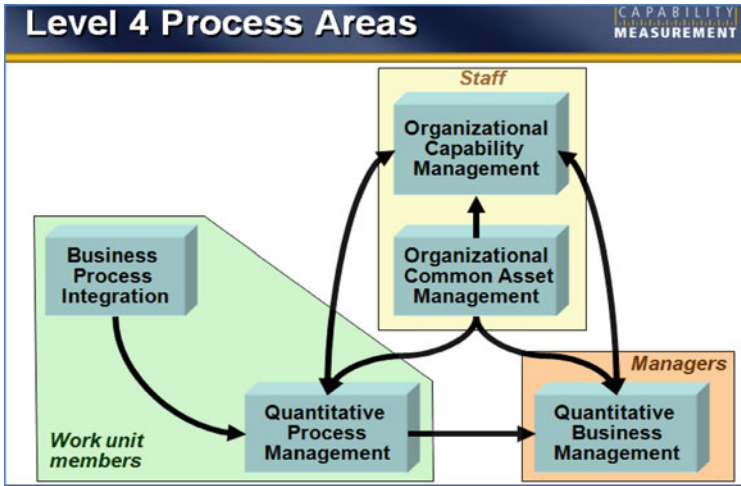 Level 4 Process Areas
CAPABILITY
MEASUREMENT
Staff
Organizational
Capability
Management
Business
Process
Integration
Organizational
Common Asset
Management
Managers
Quantitative
Process
Management
Quantitative
Business
Management
Work unit
members